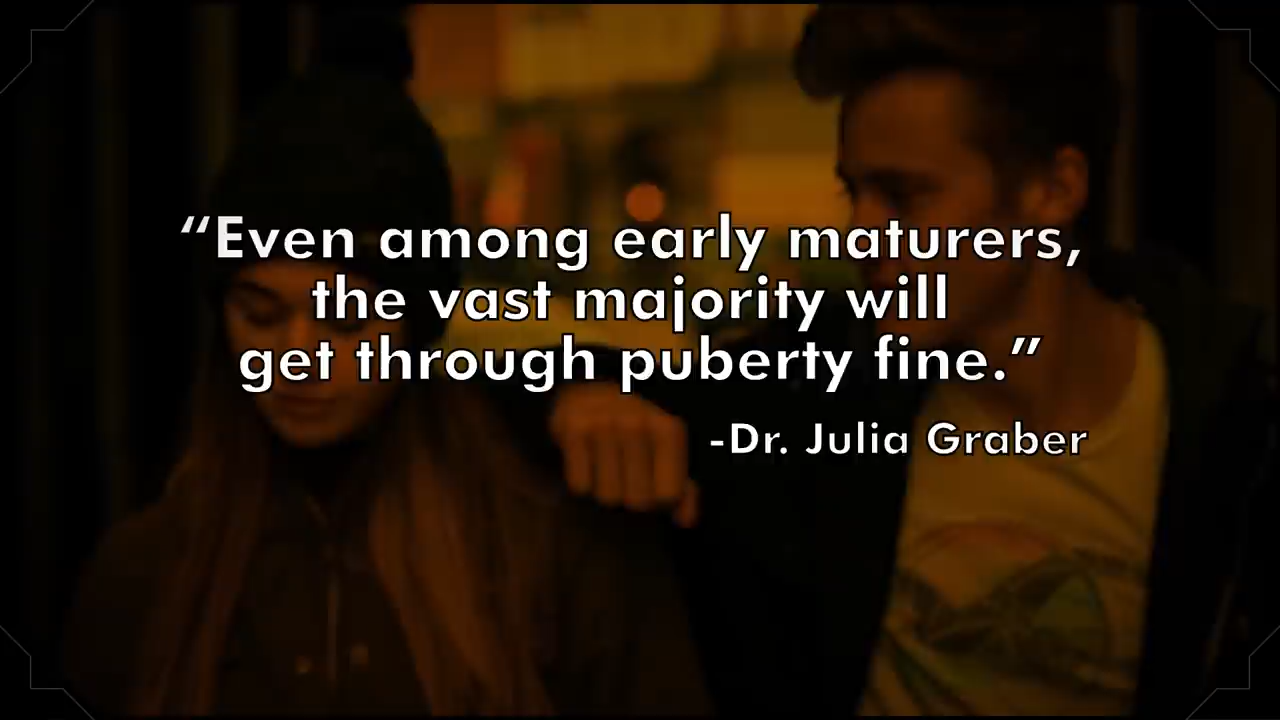 “Even among early maturers,
the vast majority will
get through puberty fine.”
-Dr. Julia Graber